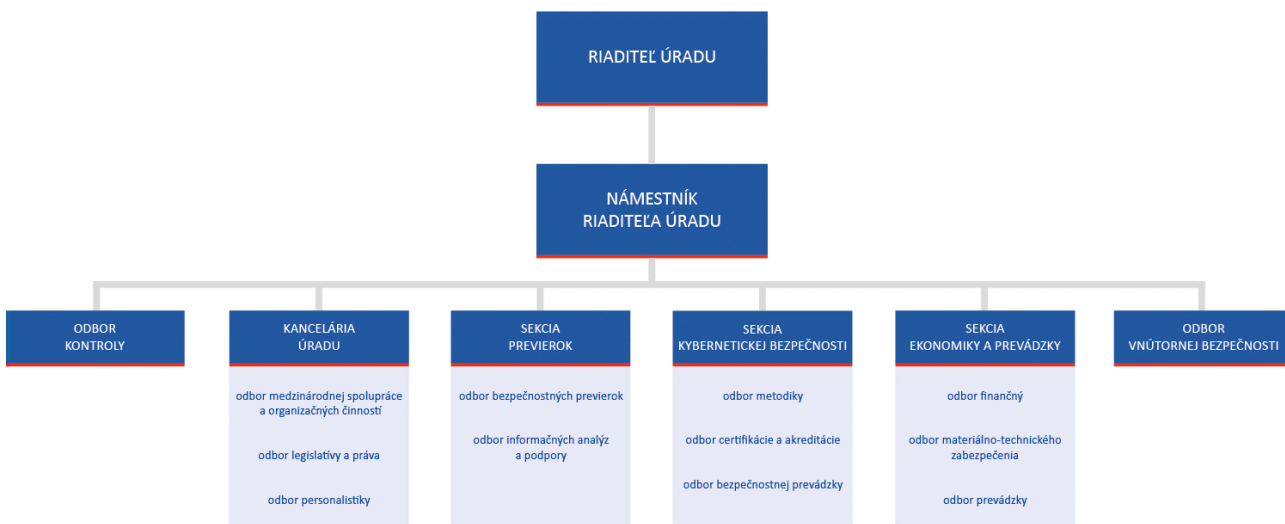 RIADITEĽ ÚRADU
NÁMESTNÍK
RIADITEĽA ÚRADU
ODBOR
KONTROLY
KANCELÁRIA
ÚRADU
odbor medzinárodnej spolupráce
a organizačných činností
odbor legislatívy a práva
odbor personalistiky
SEKCIA
PREVIEROK
odbor bezpečnostných previerok
odbor informačných analýz
a podpory
SEKCIA
KYBERNETICKEJ BEZPEČNOSTI
odbor metodiky
odbor certifikácie a akreditácie
odbor bezpečnostnej prevádzky
SEKCIA
EKONOMIKY A PREVÁDZKY
odbor finančný
odbor materiálno-technického
zabezpečenia
odbor prevádzky
ODBOR
VNÚTORNEJ BEZPEČNOSTI